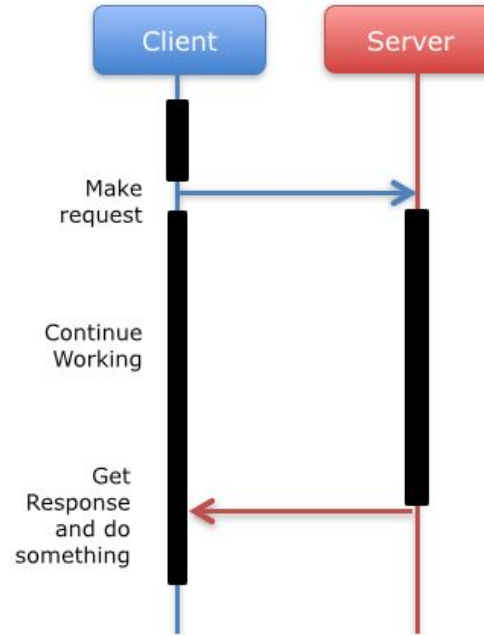 Client
Server
Make
request
Continue
Working
Get
Response
and do
something